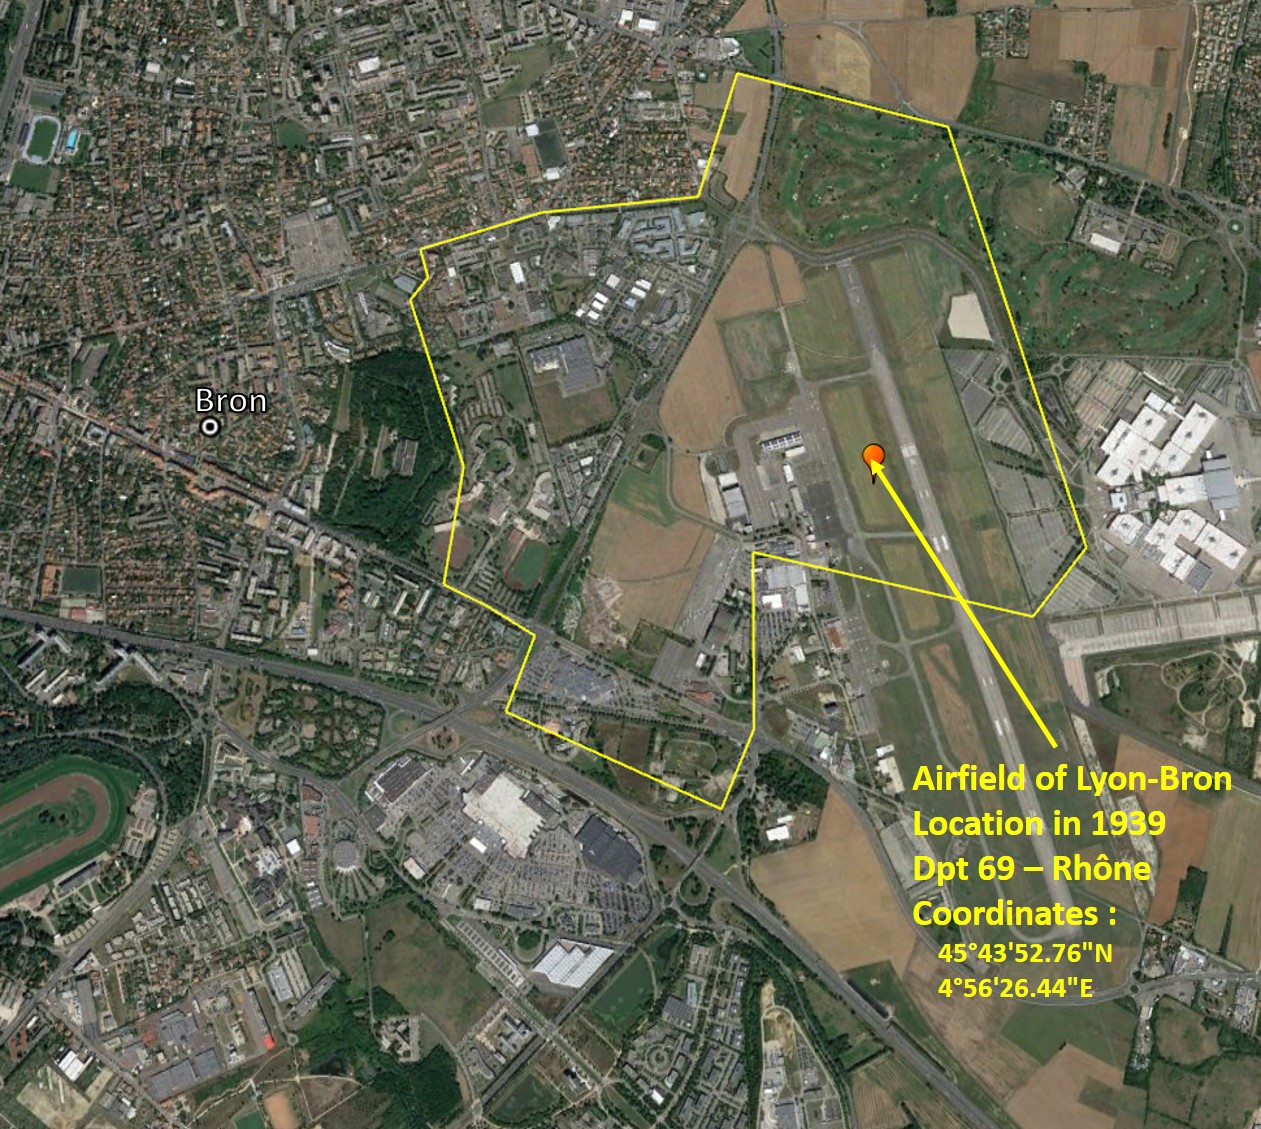 Bron
Airfield of Lyon-Bron
Location in 1939
Dpt 69 – Rhône
Coordinates :
45°43'52.76"N
4°56'26.44"E